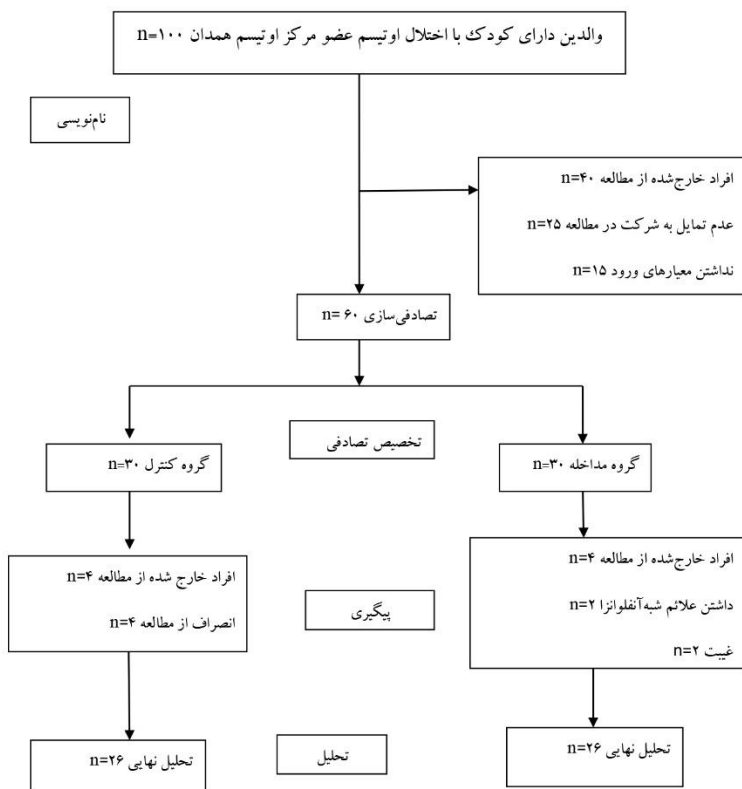 والدین دارای کودک با اختلال اوتیسم عضو مرکز اوتیسم همدان n=۱۰۰
نام‌نویسی
افراد خارج‌شده از مطالعه n=۴۰
عدم تمایل به شرکت در مطالعه n=۲۵
نداشتن معیارهای ورود n=۱۵
تصادفی‌سازی n= ۶۰
تخصیص تصادفی
گروه مداخله n=۳۰
گروه کنترل n=۳۰
افراد خارج‌شده از مطالعه n=۴
داشتن علائم شبه‌آنفلوانزا n=۲
غیبت n=۲
پیگیری
افراد خارج شده از مطالعه n=۴
انصراف از مطالعه n=۴
تحلیل نهایی n=۲۶
تحلیل
تحلیل نهایی n=۲۶